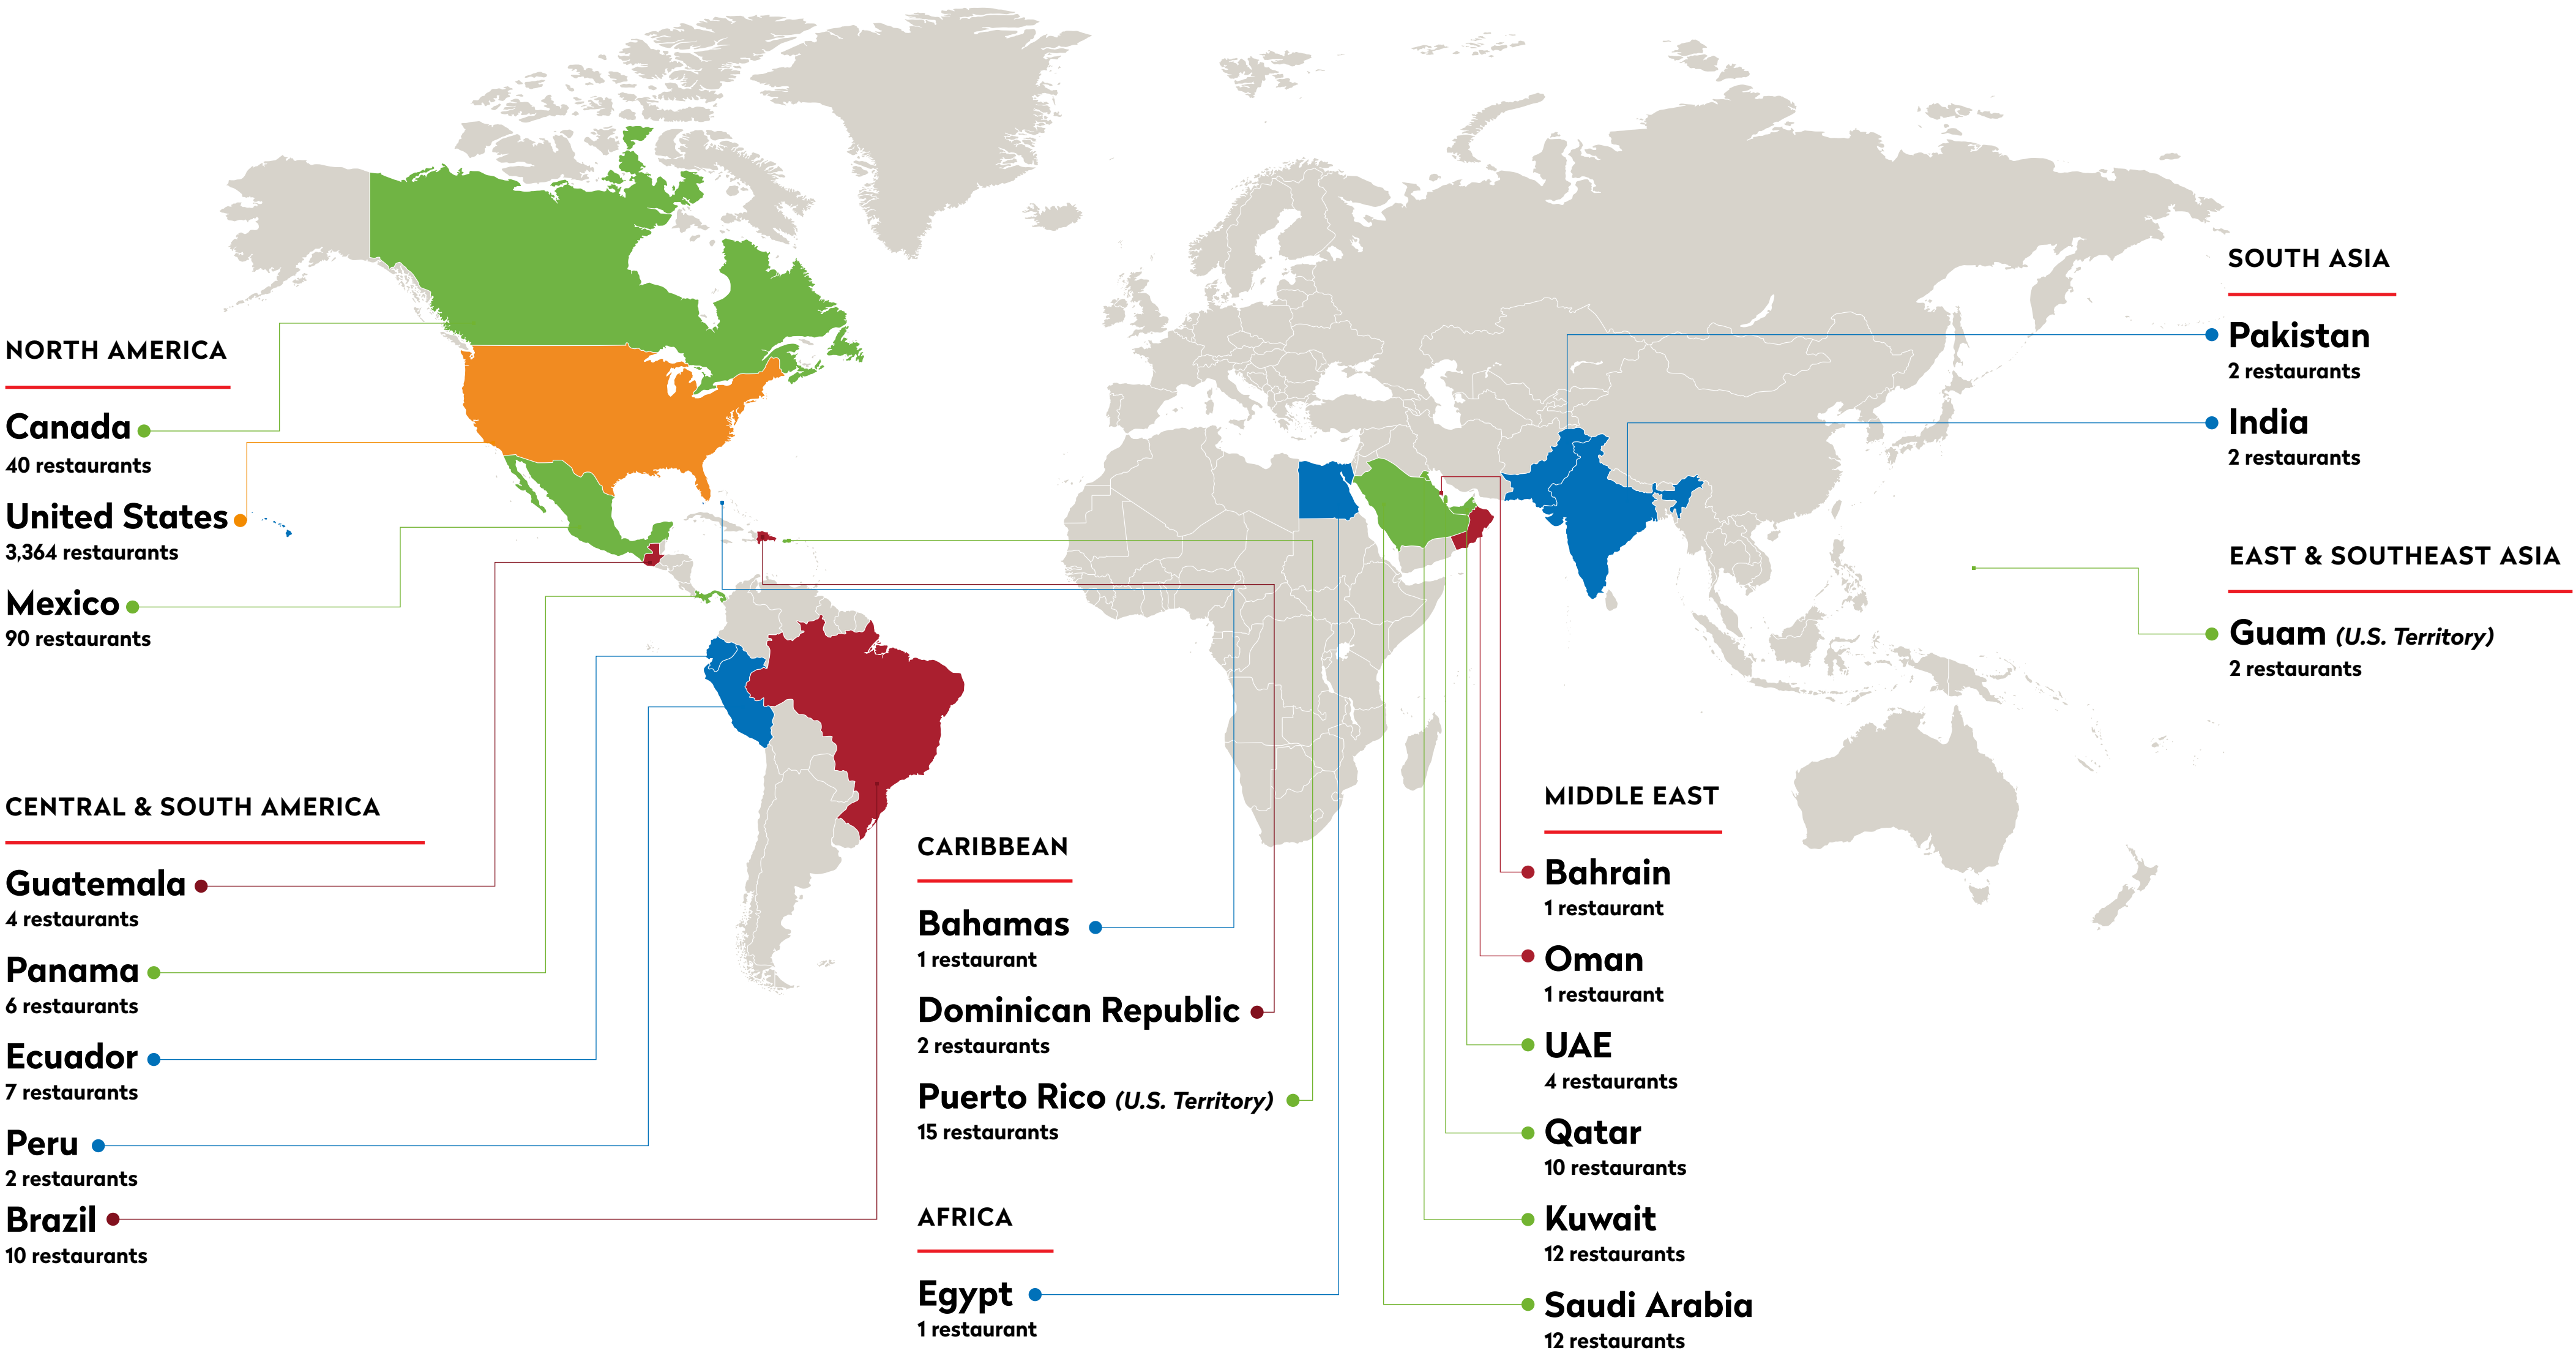 NORTH AMERICA
Canada
40 restaurants
United States
3,364 restaurants
Mexico
90 restaurants
CENTRAL & SOUTH AMERICA
Guatemala
4 restaurants
Panama
6 restaurants
Ecuador
7 restaurants
Peru
2 restaurants
Brazil
10 restaurants
CARIBBEAN
Bahamas
1 restaurant
Dominican Republic
2 restaurants
Puerto Rico (U.S. Territory)
15 restaurants
AFRICA
Egypt
1 restaurant
MIDDLE EAST
Bahrain
1 restaurant
Oman
1 restaurant
UAE
4 restaurants
Qatar
10 restaurants
Kuwait
12 restaurants
Saudi Arabia
12 restaurants
SOUTH ASIA
Pakistan
2 restaurants
India
2 restaurants
EAST & SOUTHEAST ASIA
Guam (U.S. Territory)
2 restaurants